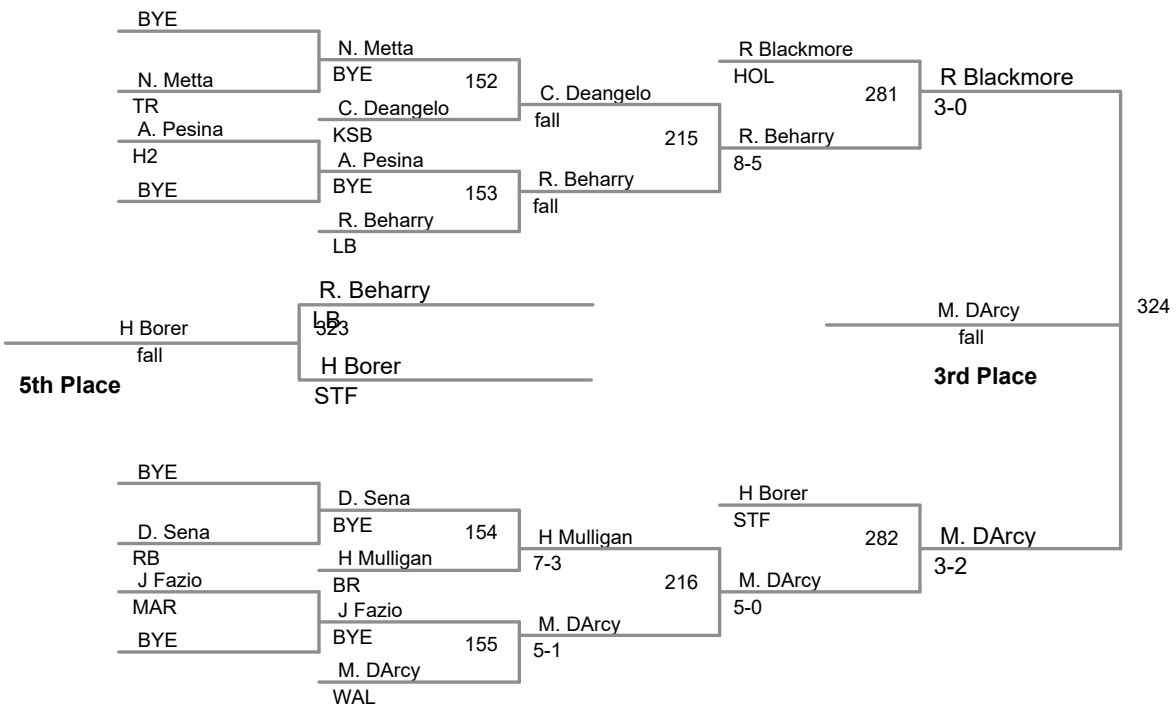 BYE
N. Metta
R Blackmore
BYE
152
HOL
R Blackmore
N. Metta
281
3-0
TR
C. Deangelo
C. Deangelo
A. Pesina
KSB
fall
215
R. Beharry
H2
A. Pesina
8-5
BYE
BYE
153
R. Beharry
fall
R. Beharry
LB
R. Beharry
LB
323
H Borer
fall
H Borer
STF
5th Place
M. DArcy
324
fall
3rd Place
BYE
D. Sena
H Borer
BYE
154
STF
D. Sena
H Mulligan
282
M. DArcy
RB
H Mulligan
7-3
3-2
J Fazio
BR
216
M. DArcy
MAR
J Fazio
5-0
BYE
BYE
155
M. DArcy
5-1
M. DArcy
WAL